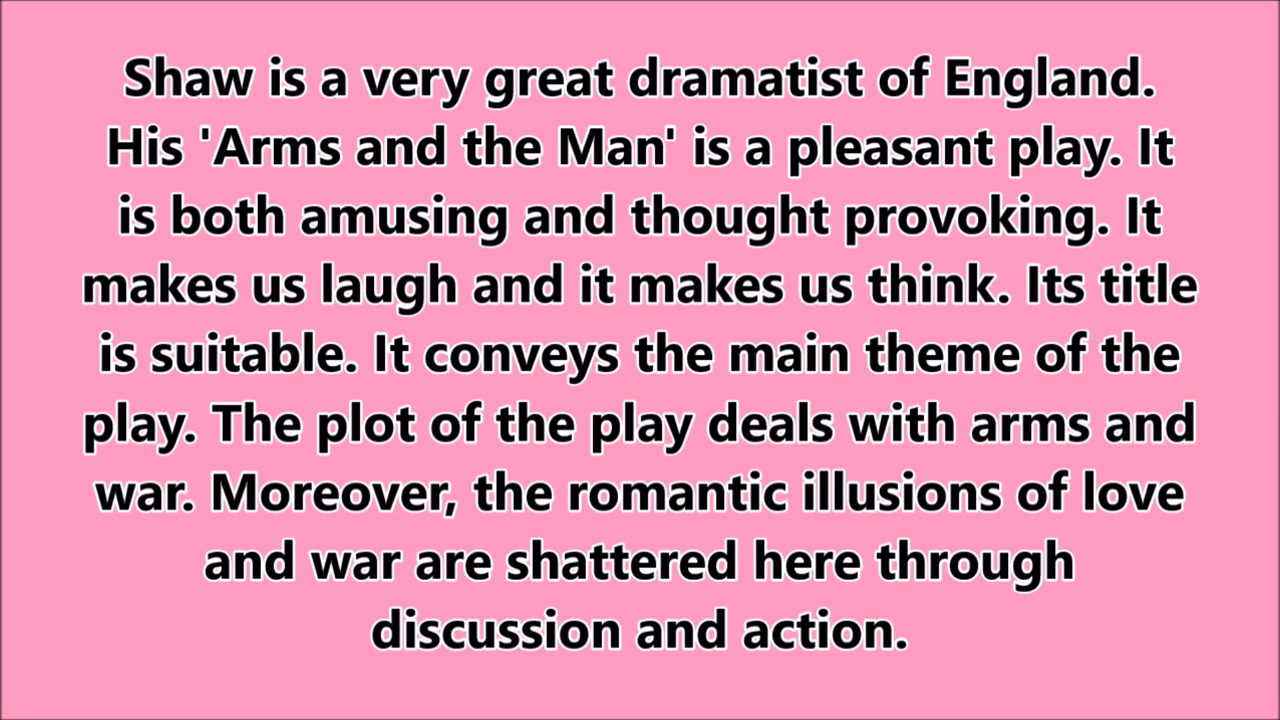 Shaw is a very great dramatist of England.
His 'Arms and the Man' is a pleasant play. It
is both amusing and thought provoking. It
makes us laugh and it makes us think. Its title
is suitable. It conveys the main theme of the
play. The plot of the play deals with arms and
war. Moreover, the romantic illusions of love
and war are shattered here through
discussion and action.